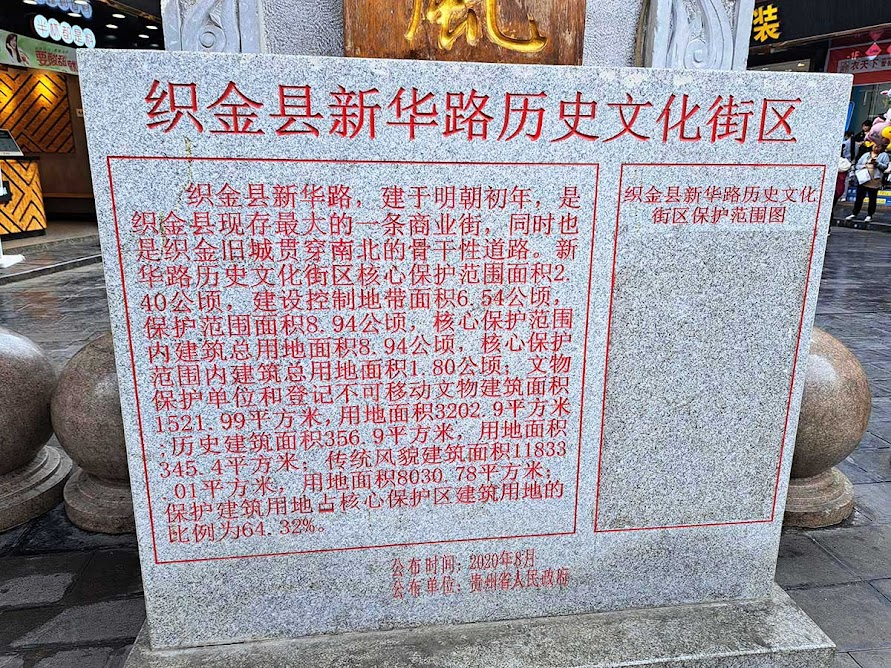 织金县新华路历史文化街区
织金县新华路，建于明朝初年，是
织金县现存最大的一条商业街，同时也
是织金旧城贯穿南北的骨干性道路。新
华路历史文化街区核心保护范围面积2.
40公顷，建设控制地带面积6.54公顷，
保护范围面积8.94公顷，核心保护范围
内建筑总用地面积8.94公顷，核心保护
范围内建筑总用地面积1.80公顷；文物
保护单位和登记不可移动文物建筑面积
1521.99平方米,用地面积3202.9平方米
;历史建筑面积356.9平方米，用地面积
345.4平方米；传统风貌建筑面积11833
.01平方米，用地面积8030.78平方米；
保护建筑用地占核心保护区建筑用地的
比例为64.32%。
织金县新华路历史文化
街区保护范围图
公布时间：2020年8月
公布单位：贵州省人民政府
装